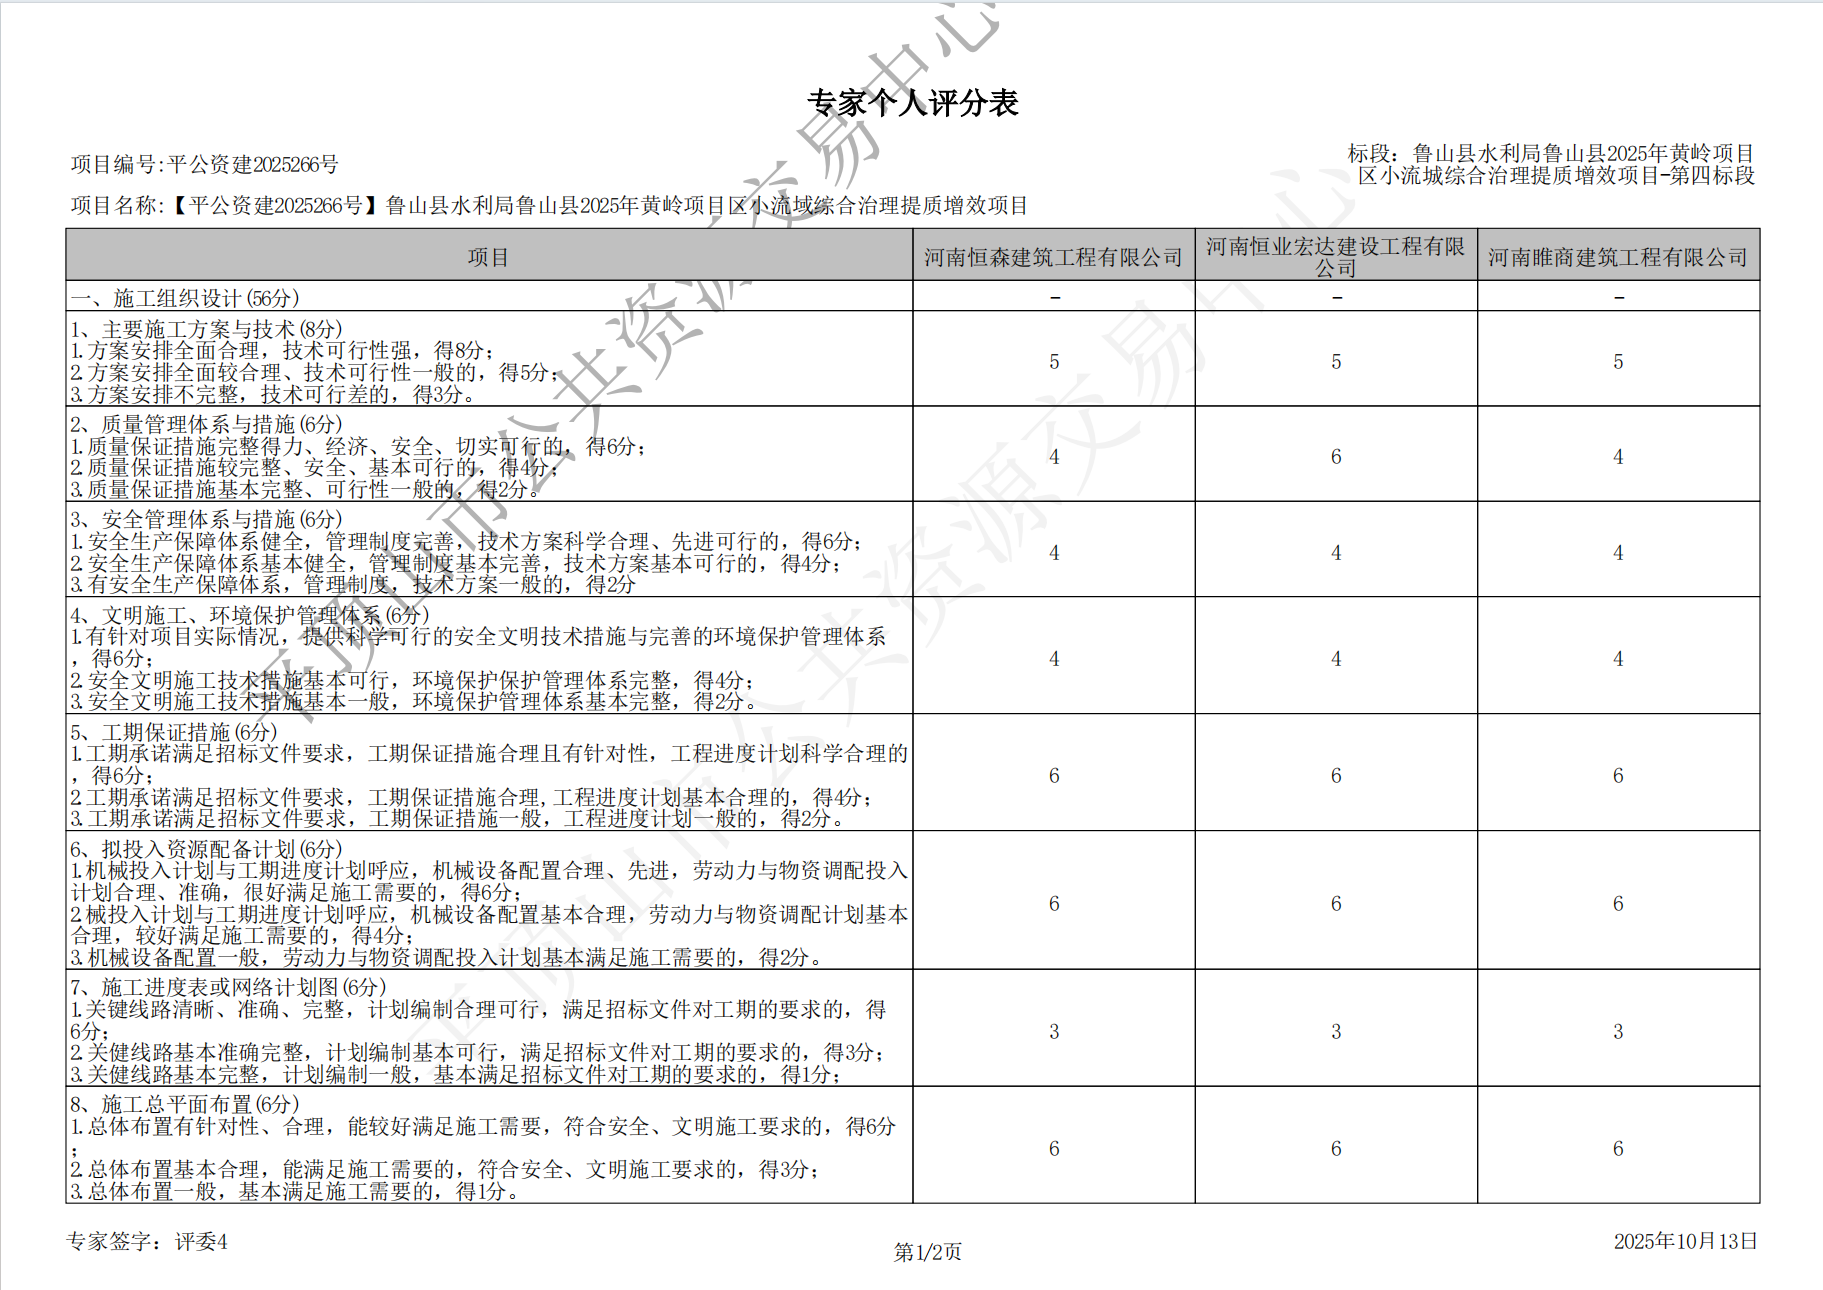 专家个人评分表
项目编号:平公资建2025266号
标段：鲁山县水利局鲁山县2025年黄岭项目
区小流城综合治理提质增效项目-第四标段
项目名称:【平公资建2025266号】鲁山县水利局鲁山县2025年黄岭项目区小流域综合治理提质增效项目
项目
河南恒森建筑工程有限公司
河南恒业宏达建设工程有限
公司
河南睢商建筑工程有限公司
一、施工组织设计(56分)
-
-
-
1、主要施工方案与技术(8分)
1.方案安排全面合理，技术可行性强，得8分；
2.方案安排全面较合理、技术可行性一般的，得5分；
3.方案安排不完整，技术可行差的，得3分。
5
5
5
2、质量管理体系与措施(6分)
1.质量保证措施完整得力、经济、安全、切实可行的，得6分；
2.质量保证措施较完整、安全、基本可行的，得4分；
3.质量保证措施基本完整、可行性一般的，得2分。
4
6
4
3、安全管理体系与措施(6分)
1.安全生产保障体系健全，管理制度完善，技术方案科学合理、先进可行的，得6分；
2.安全生产保障体系基本健全，管理制度基本完善，技术方案基本可行的，得4分；
3.有安全生产保障体系，管理制度，技术方案一般的，得2分
4
4
4
4、文明施工、环境保护管理体系(6分)
1.有针对项目实际情况，提供科学可行的安全文明技术措施与完善的环境保护管理体系
，得6分；
2.安全文明施工技术措施基本可行，环境保护保护管理体系完整，得4分；
3.安全文明施工技术措施基本一般，环境保护管理体系基本完整，得2分。
4
4
4
5、工期保证措施(6分)
1.工期承诺满足招标文件要求，工期保证措施合理且有针对性，工程进度计划科学合理的
，得6分；
2.工期承诺满足招标文件要求，工期保证措施合理,工程进度计划基本合理的，得4分；
3.工期承诺满足招标文件要求，工期保证措施一般，工程进度计划一般的，得2分。
6
6
6
6、拟投入资源配备计划(6分)
1.机械投入计划与工期进度计划呼应，机械设备配置合理、先进，劳动力与物资调配投入
计划合理、准确，很好满足施工需要的，得6分；
2.械投入计划与工期进度计划呼应，机械设备配置基本合理，劳动力与物资调配计划基本
合理，较好满足施工需要的，得4分；
3.机械设备配置一般，劳动力与物资调配投入计划基本满足施工需要的，得2分。
6
6
6
7、施工进度表或网络计划图(6分)
1.关键线路清晰、准确、完整，计划编制合理可行，满足招标文件对工期的要求的，得
6分；
2.关健线路基本准确完整，计划编制基本可行，满足招标文件对工期的要求的，得3分；
3.关健线路基本完整，计划编制一般，基本满足招标文件对工期的要求的，得1分；
3
3
3
8、施工总平面布置(6分)
1.总体布置有针对性、合理，能较好满足施工需要，符合安全、文明施工要求的，得6分
；
2.总体布置基本合理，能满足施工需要的，符合安全、文明施工要求的，得3分；
3.总体布置一般，基本满足施工需要的，得1分。
6
6
6
专家签字：评委4
第1/2页
2025年10月13日
平顶山市公共资源交易中心
平顶山市公共资源交易中心